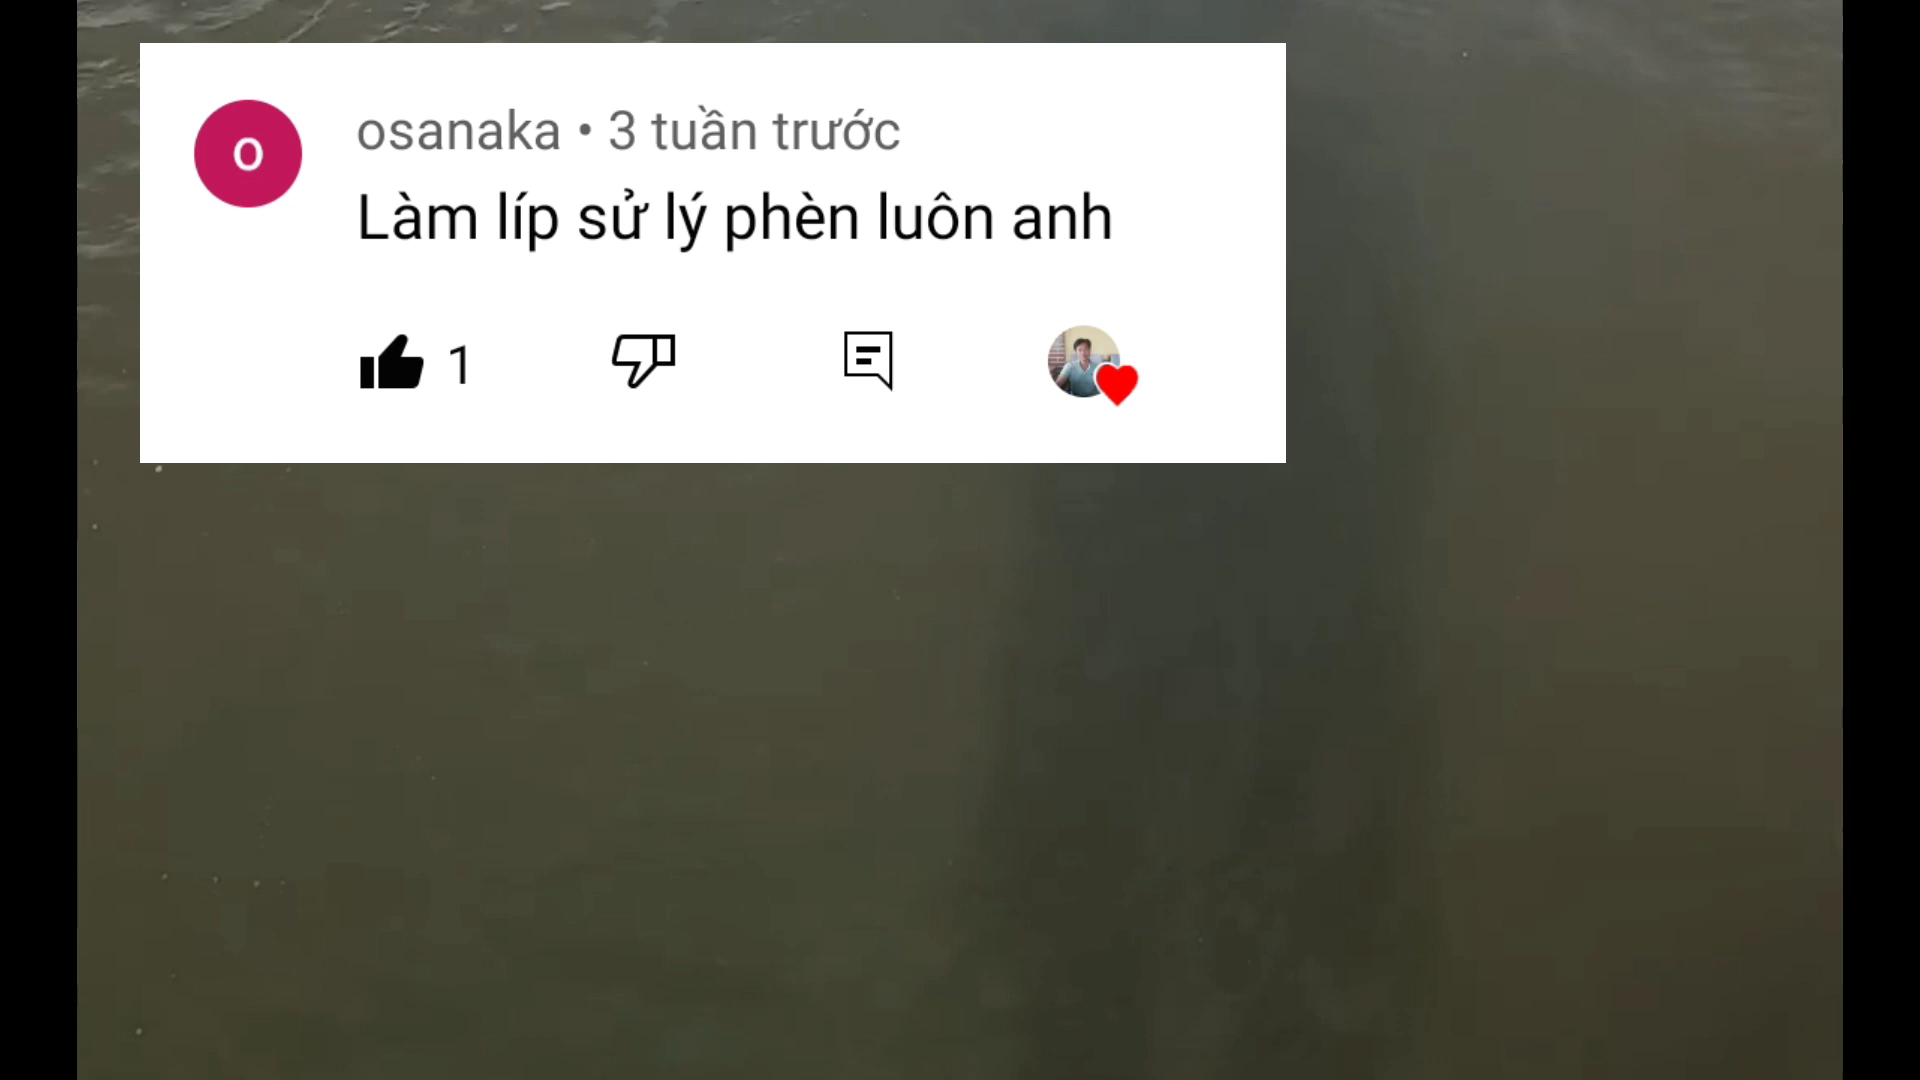 o
osanaka • 3 tuần trước
Làm líp sử lý phèn luôn anh
1